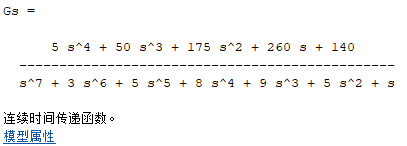 Gs =
5 s^4 + 50 s^3 + 175 s^2 + 260 s + 140
---------------------------------------------------
s^7 + 3 s^6 + 5 s^5 + 8 s^4 + 9 s^3 + 5 s^2 + s
连续时间传递函数。
模型属性